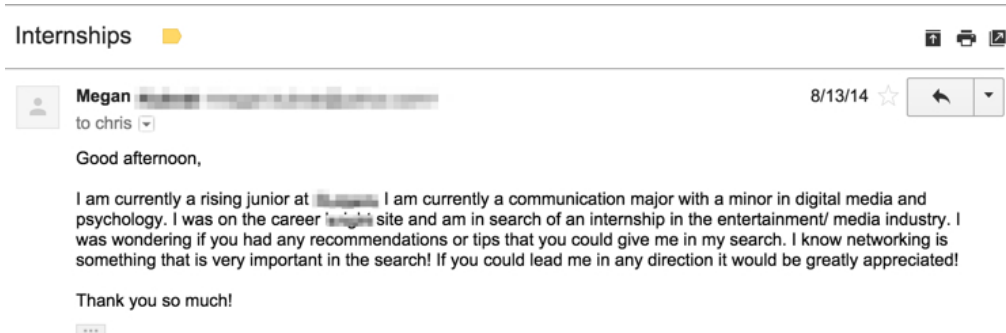 Internships
Megan
8/13/14
to chris
Good afternoon,
I am currently a rising junior at I am currently a communication major with a minor in digital media and
psychology. I was on the career site and am in search of an internship in the entertainment/ media industry. I
was wondering if you had any recommendations or tips that you could give me in my search. I know networking is
something that is very important in the search! If you could lead me in any direction it would be greatly appreciated!
Thank you so much!